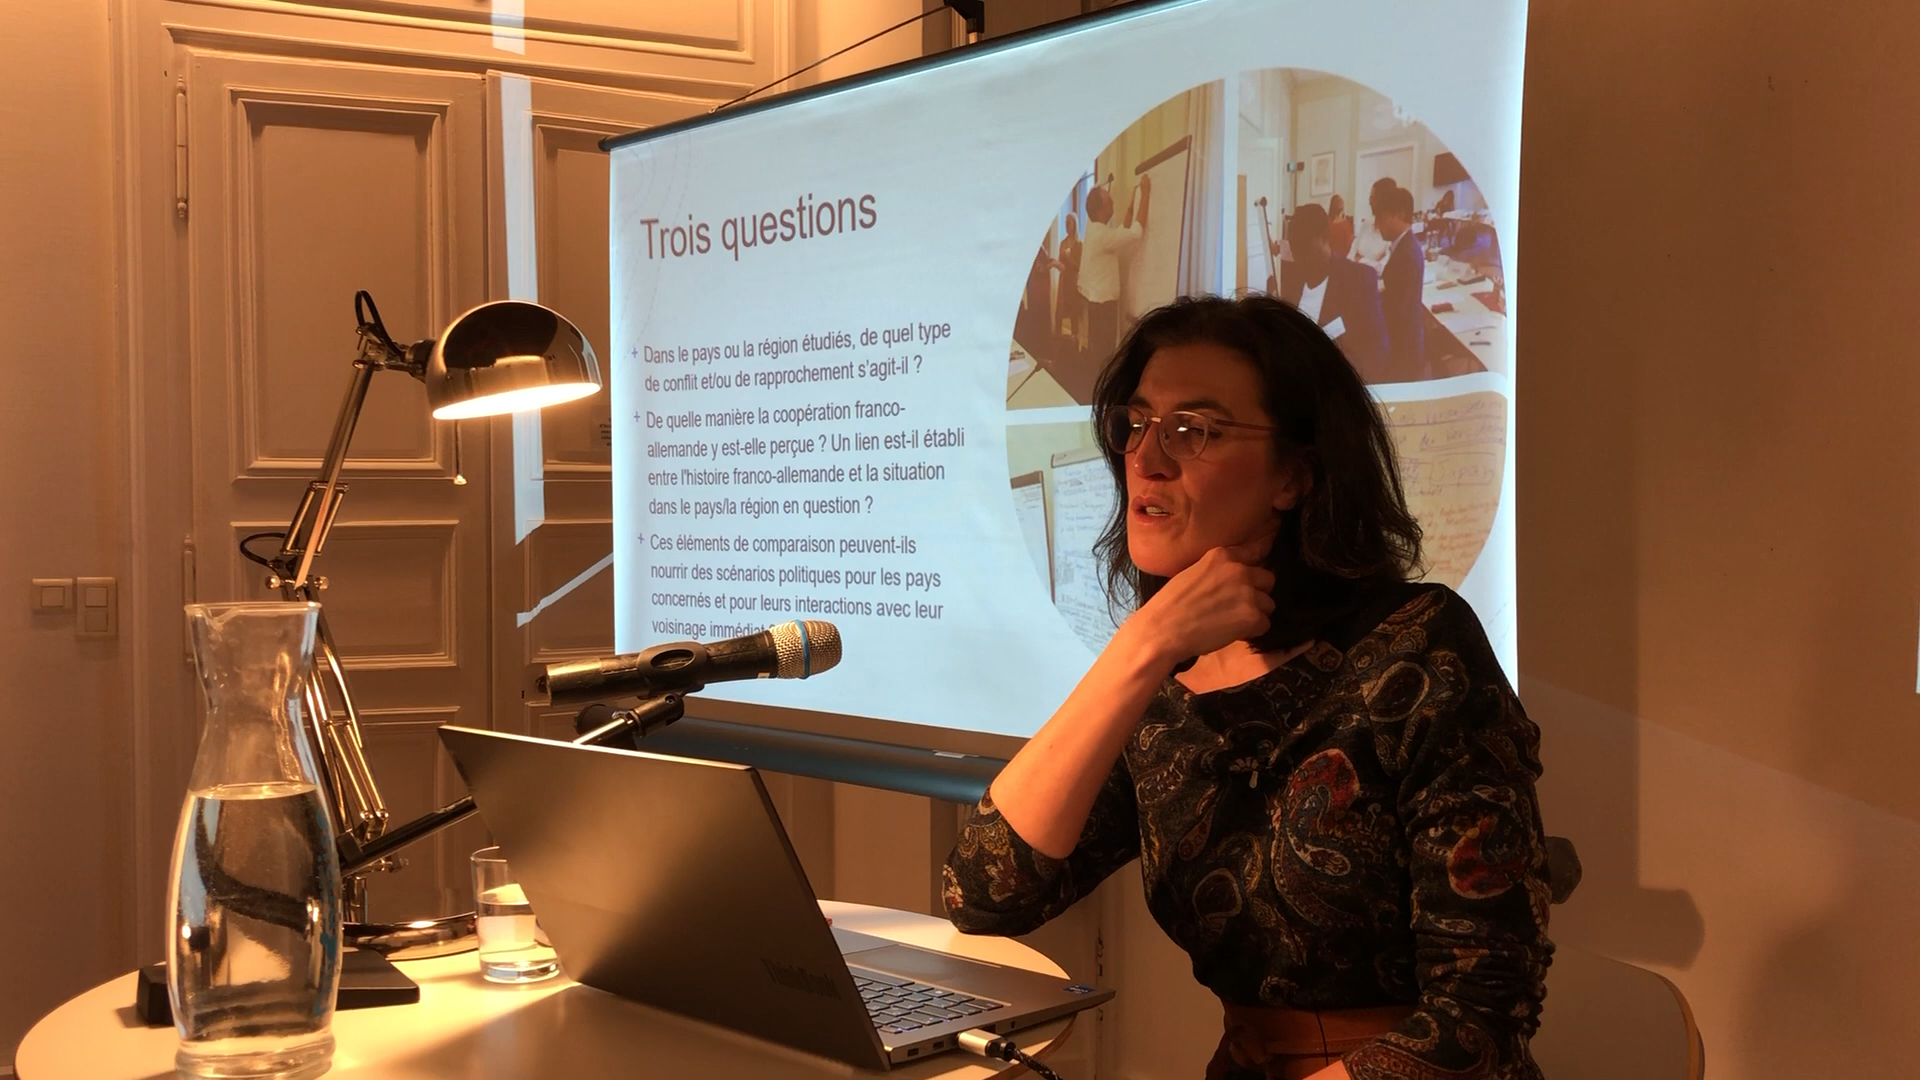 Trois questions
+ Dans le pays ou la région étudiés, de quel type
de conflit et/ou de rapprochement s'agit-il ?
+ De quelle manière la coopération franco-
allemande y est-elle perçue ? Un lien est-il établi
entre l'histoire franco-allemande et la situation
dans le pays/la région en question ?
+ Ces éléments de comparaison peuvent-ils
nourrir des scénarios politiques pour les pays
concernés et pour leurs interactions avec leur
voisinage immédiat ?
ThinkBook